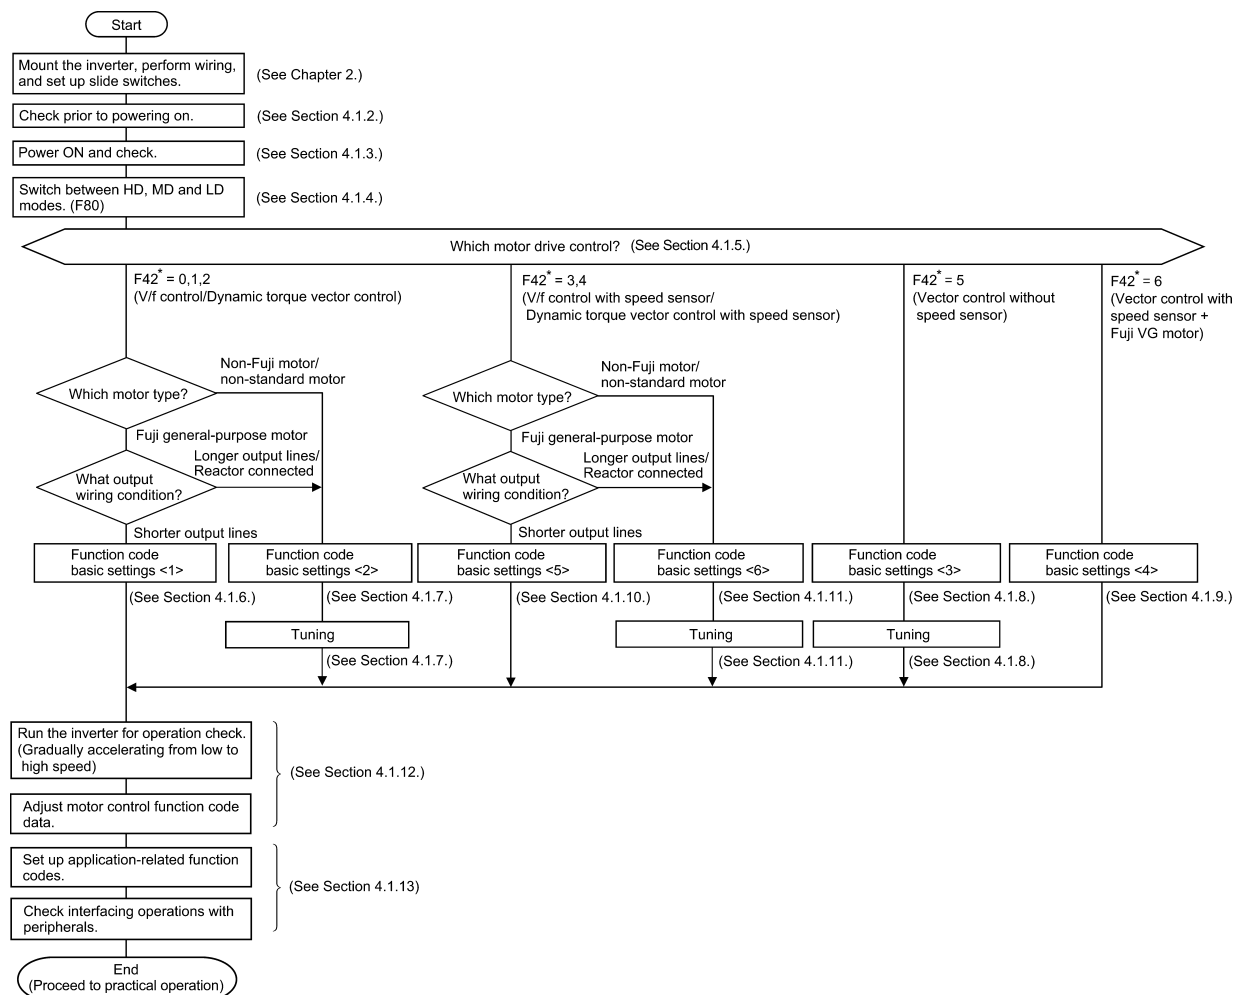 Start
Mount the inverter, perform wiring,
and set up slide switches.
(See Chapter 2.)
Check prior to powering on.
(See Section 4.1.2.)
Power ON and check.
(See Section 4.1.3.)
Switch between HD, MD and LD
modes. (F80)
(See Section 4.1.4.)
Which motor drive control? (See Section 4.1.5.)
F42* = 0,1,2
(V/f control/Dynamic torque vector control)
F42* = 3,4
(V/f control with speed sensor/
Dynamic torque vector control with speed sensor)
F42* = 5
(Vector control without
speed sensor)
F42* = 6
(Vector control with
speed sensor +
Fuji VG motor)
Which motor type?
Non-Fuji motor/
non-standard motor
Fuji general-purpose motor
What output
wiring condition?
Longer output lines/
Reactor connected
Shorter output lines
Which motor type?
Non-Fuji motor/
non-standard motor
Fuji general-purpose motor
What output
wiring condition?
Longer output lines/
Reactor connected
Shorter output lines
Function code
basic settings <1>
(See Section 4.1.6.)
Function code
basic settings <2>
(See Section 4.1.7.)
Tuning
(See Section 4.1.7.)
Function code
basic settings <5>
(See Section 4.1.10.)
Function code
basic settings <6>
(See Section 4.1.11.)
Tuning
(See Section 4.1.11.)
Function code
basic settings <3>
(See Section 4.1.8.)
Tuning
(See Section 4.1.8.)
Function code
basic settings <4>
(See Section 4.1.9.)
Run the inverter for operation check.
(Gradually accelerating from low to
high speed)
Adjust motor control function code
data.
(See Section 4.1.12.)
Set up application-related function
codes.
Check interfacing operations with
peripherals.
(See Section 4.1.13)
End
(Proceed to practical operation)